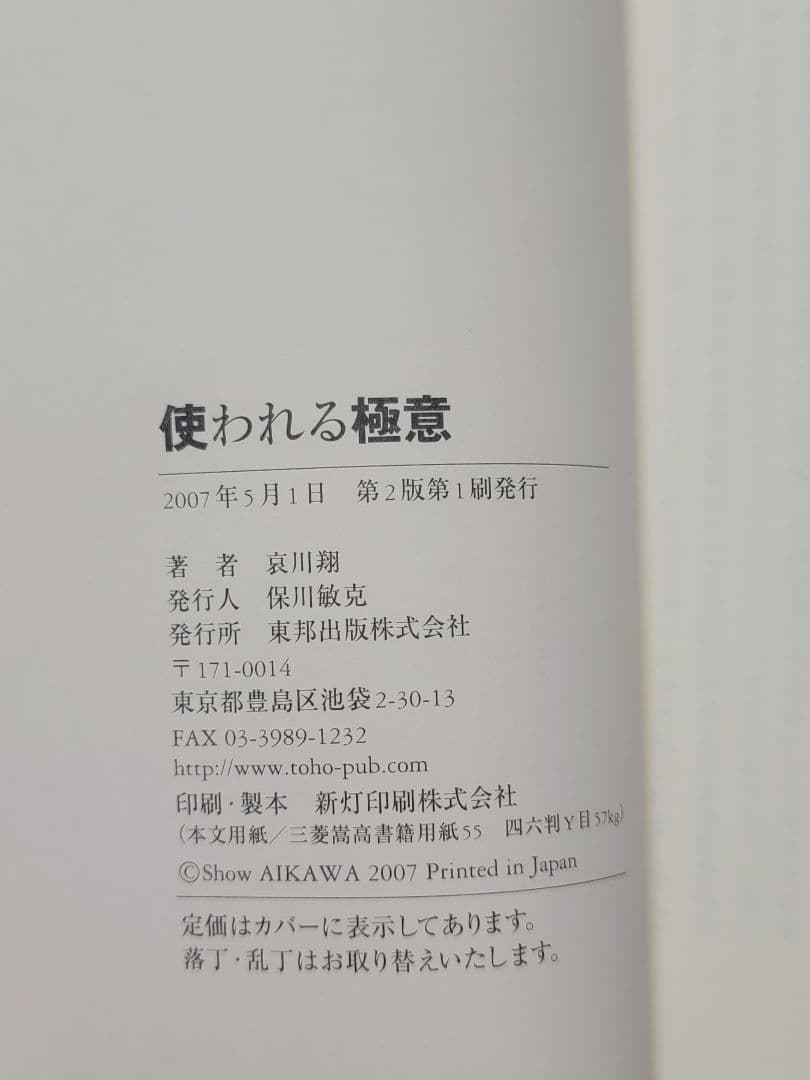 使われる極意
2007年5月1日　第2版第1刷発行
著　者　哀川翔
発行人　保川敏克
発行所　東邦出版株式会社
〒171-0014
東京都豊島区池袋2-30-13
FAX 03-3989-1232
http://www.toho-pub.com
印刷・製本　新灯印刷株式会社
（本文用紙／三菱嵩高書籍用紙55　四六判Y目57kg）
©Show AIKAWA 2007 Printed in Japan
定価はカバーに表示してあります。
落丁・乱丁はお取り替えいたします。